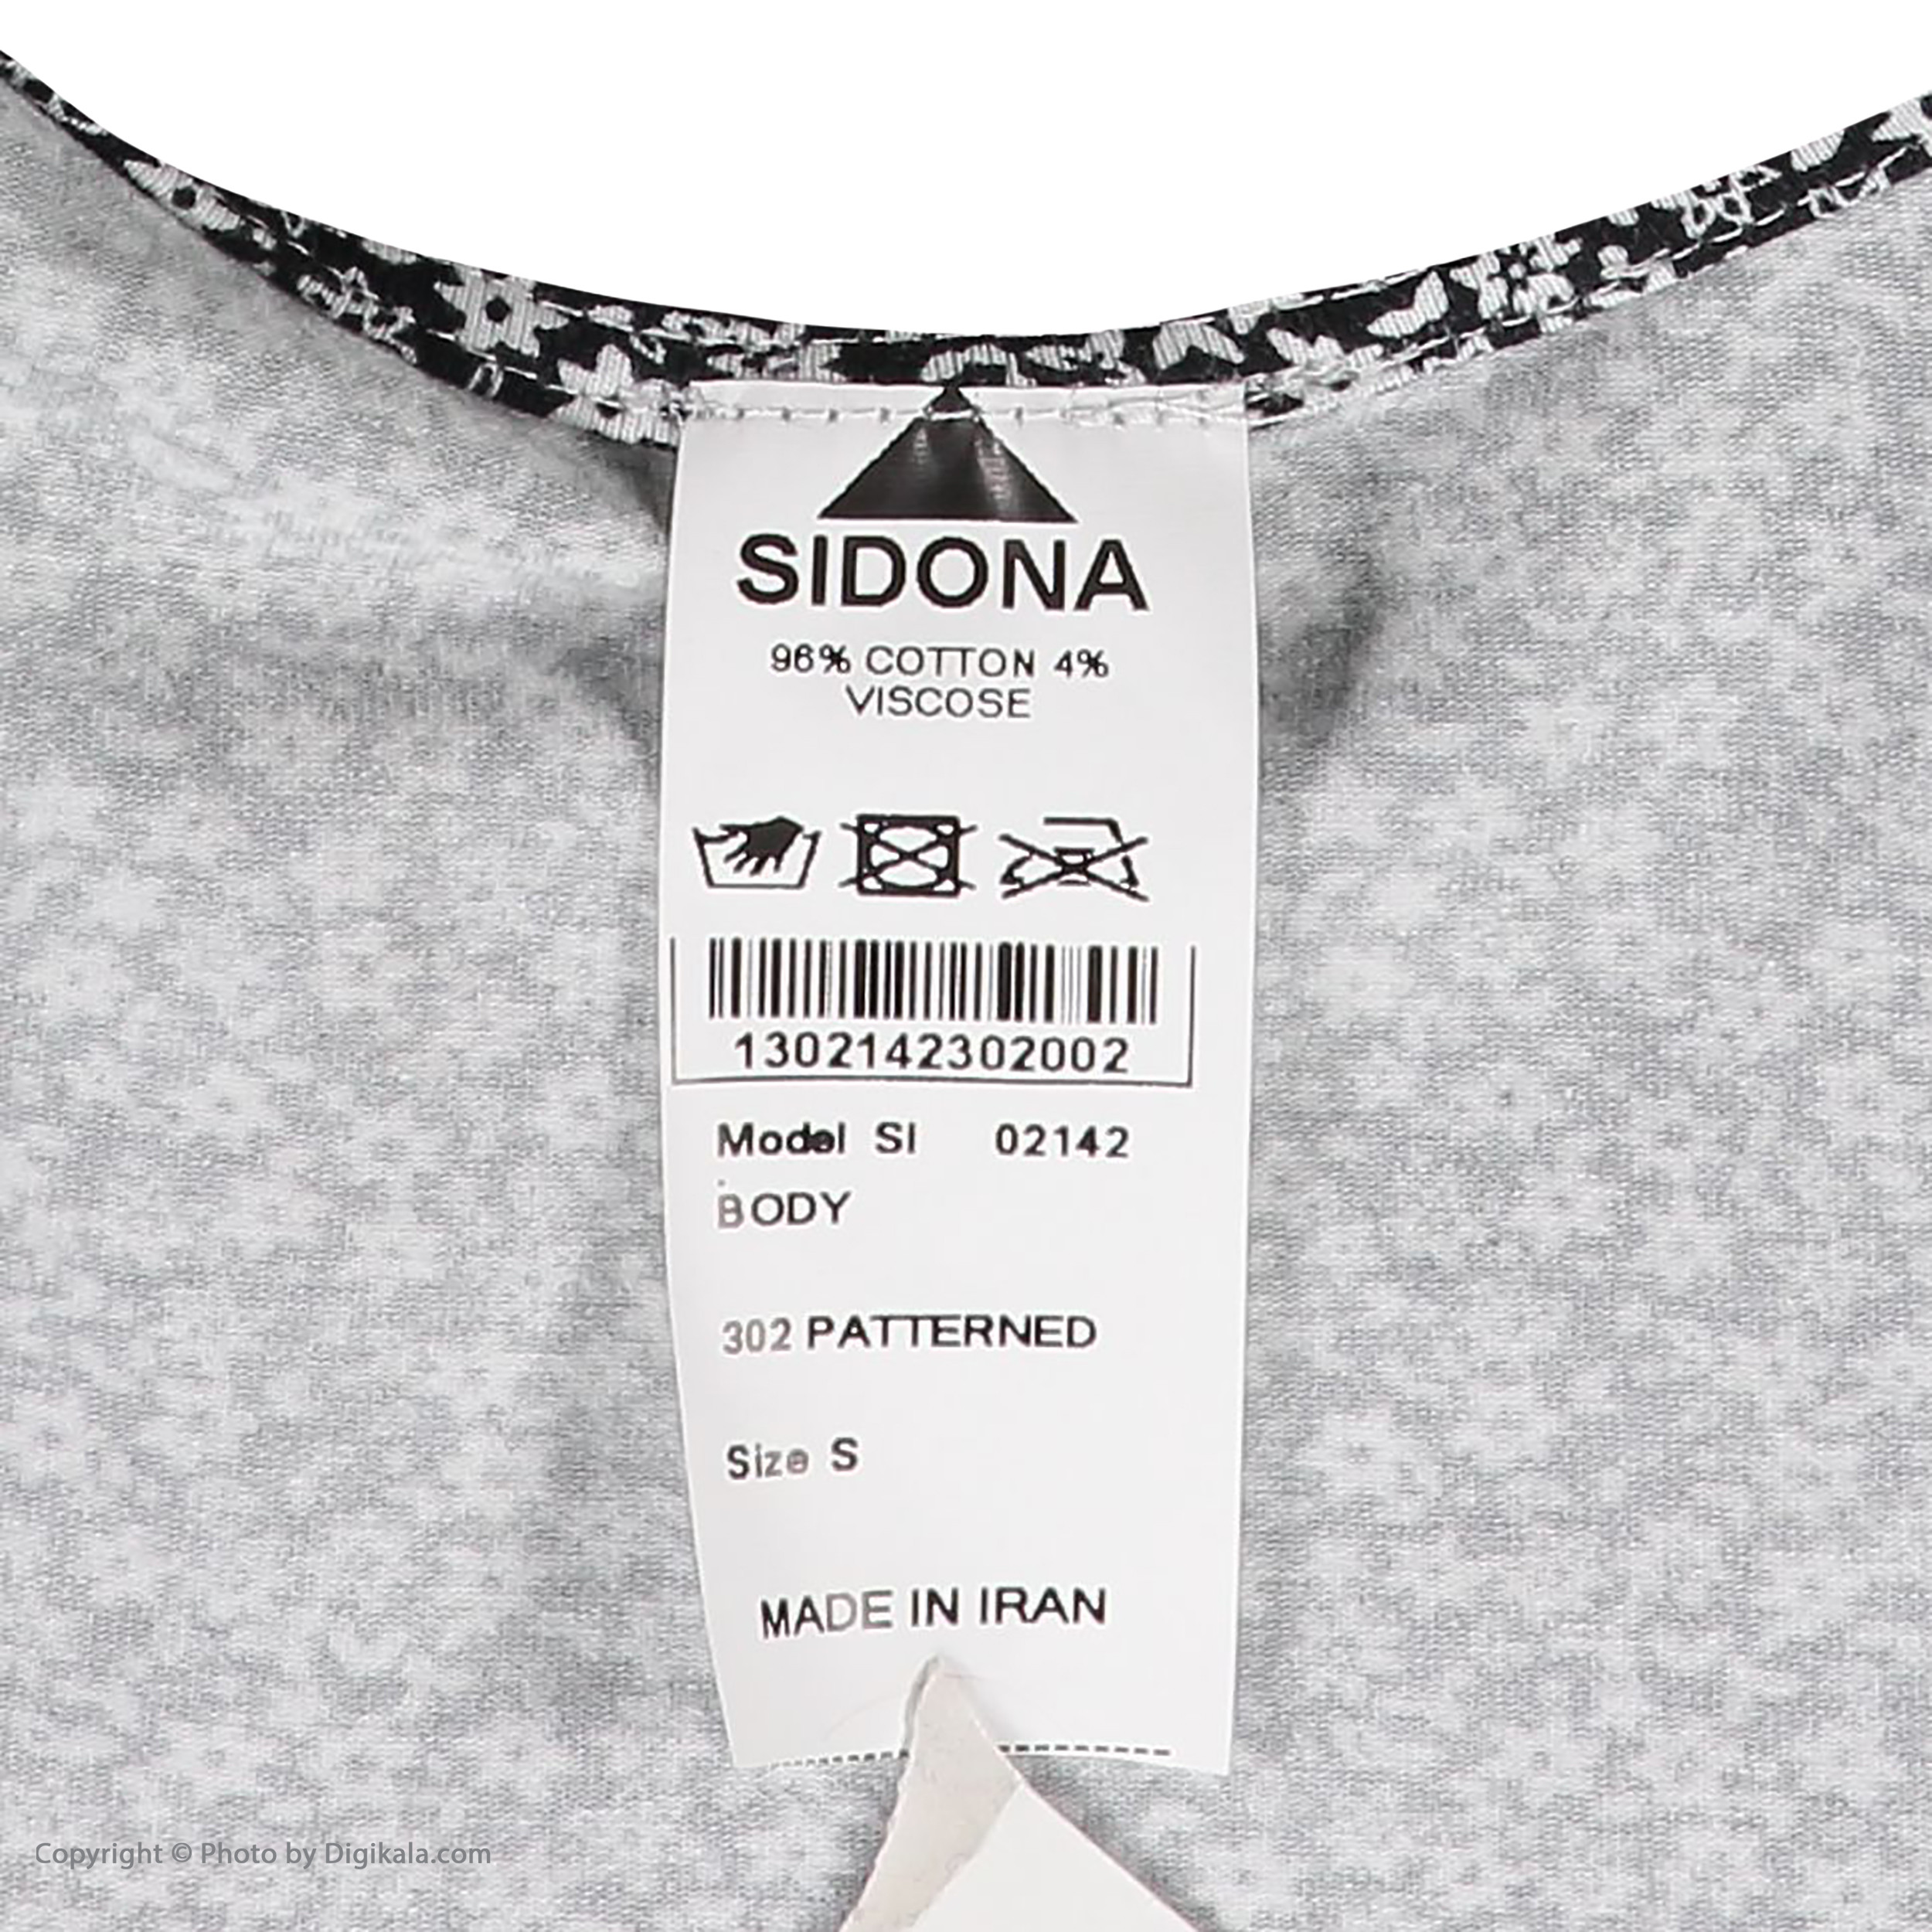 SIDONA
96% COTTON 4%
VISCOSE
1302142302002
Model SI 02142
BODY
302 PATTERNED
Size S
MADE IN IRAN
Copyright © Photo by Digikala.com